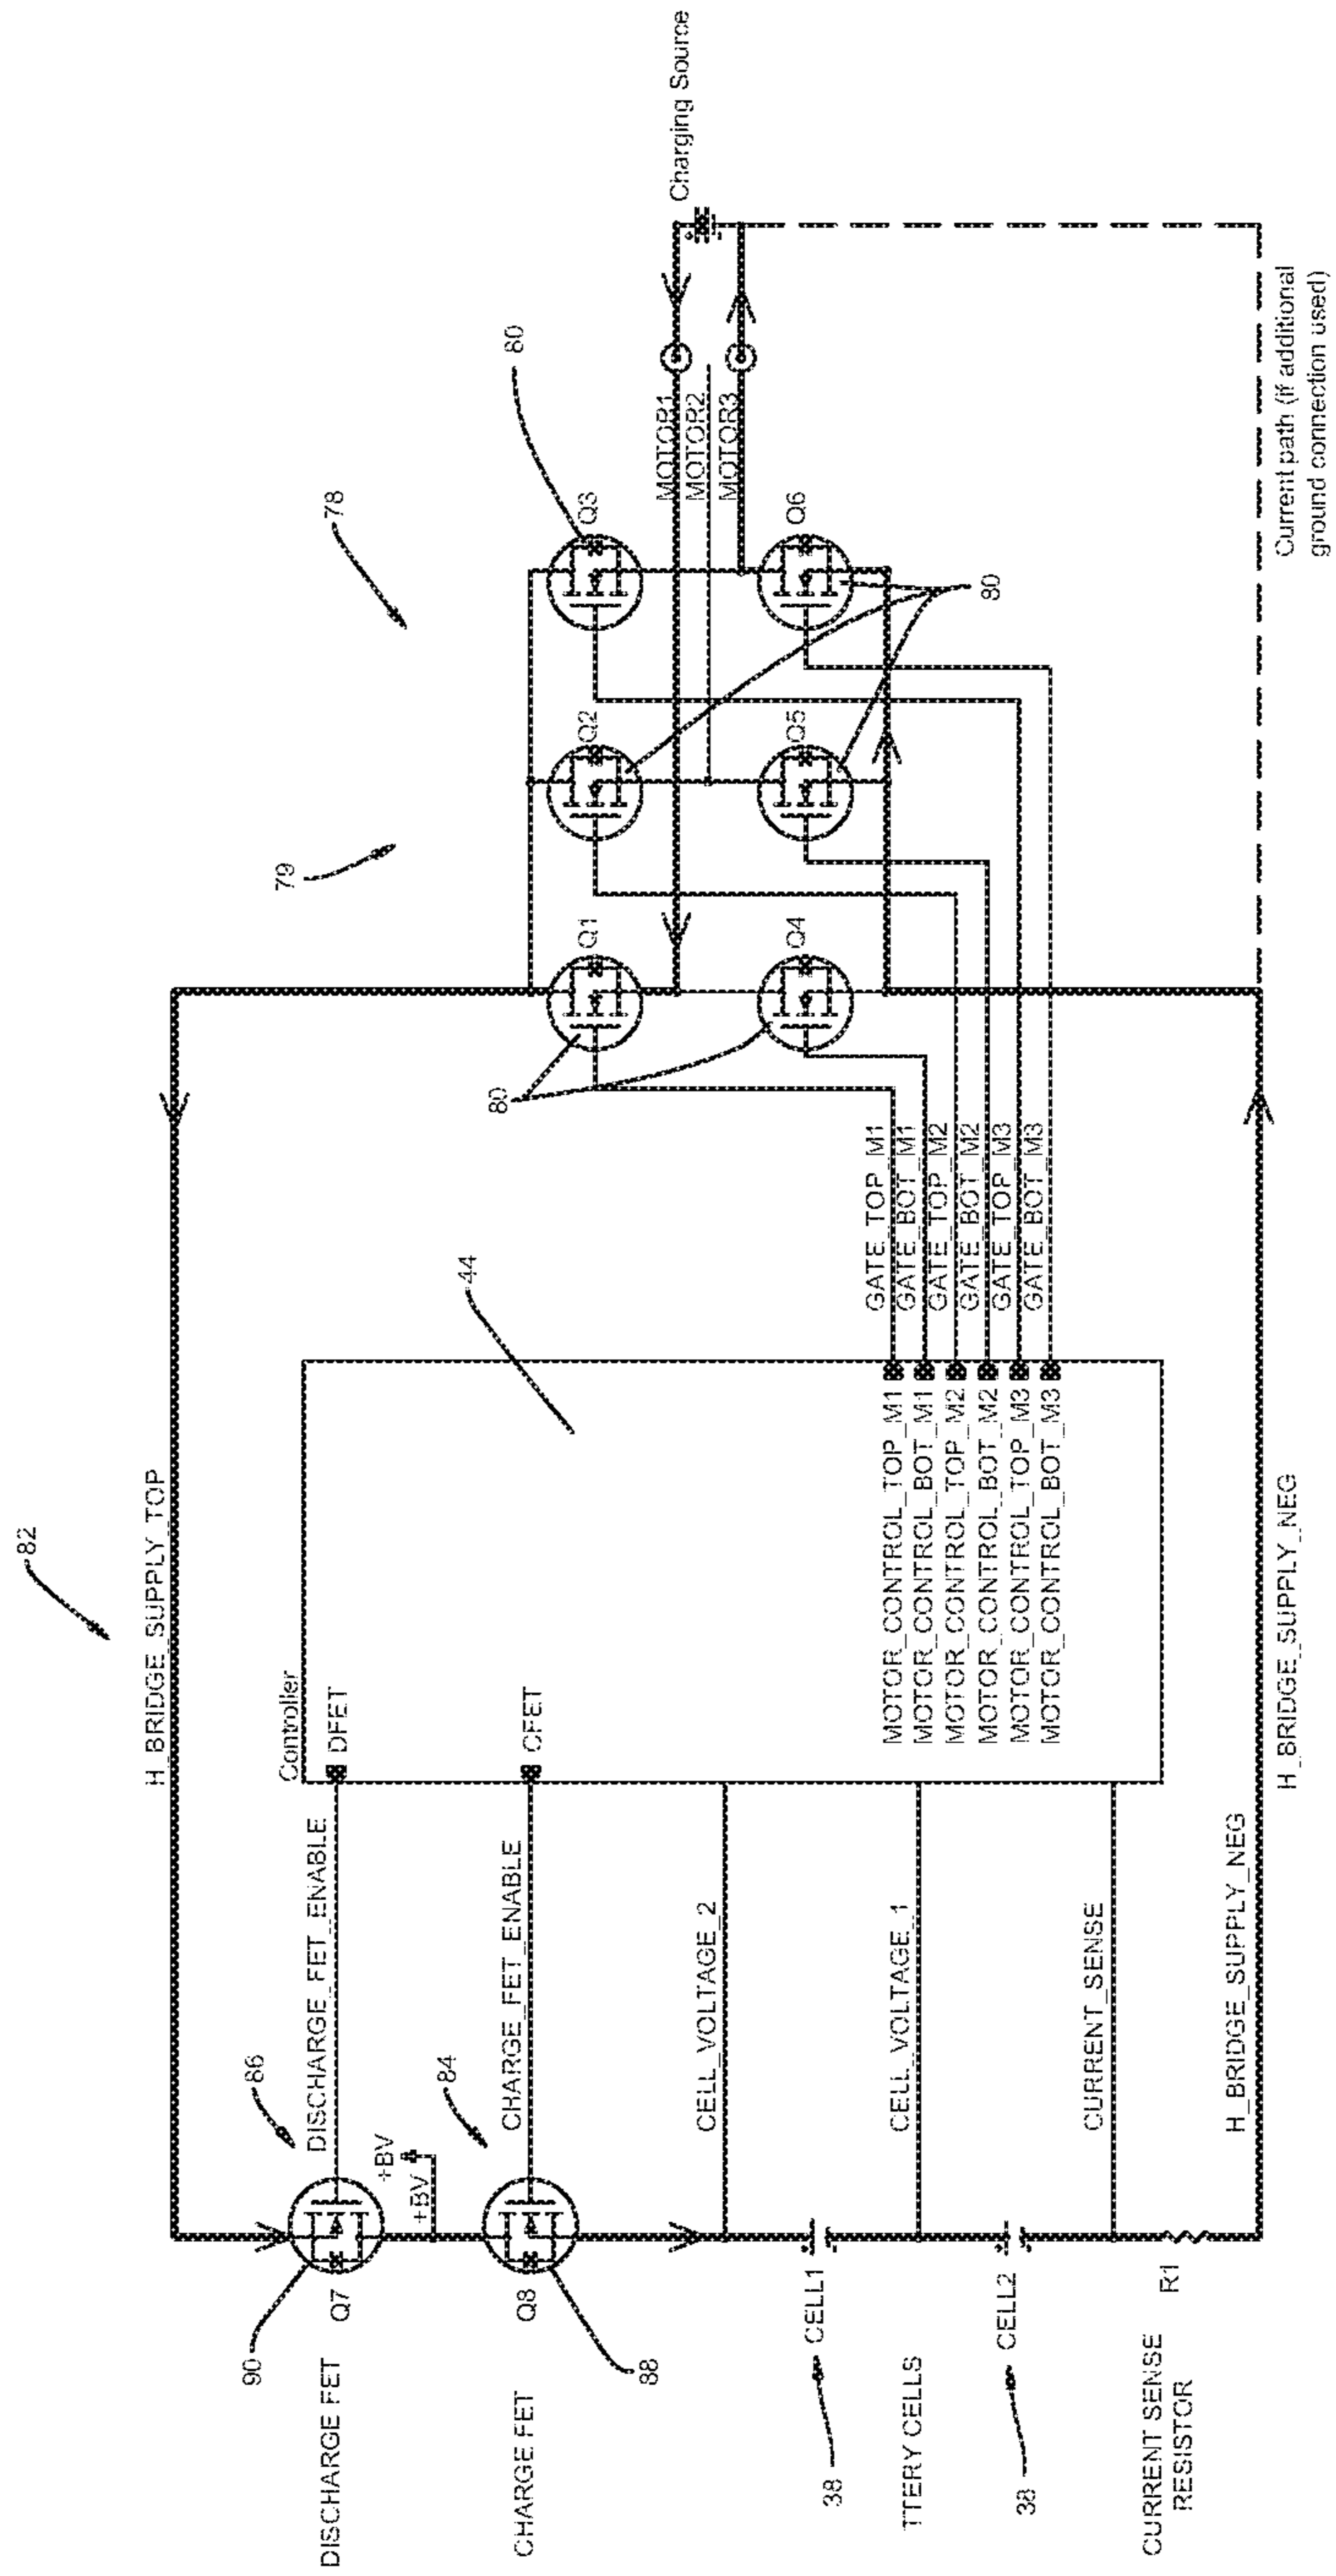 82
H_BRIDGE_SUPPLY_TOP
78
79
80
Q1
Q2
Q3
Charging Source
MOTOR1
MOTOR2
MOTOR3
80
Q4
Q5
Q6
80
44
Controller
DFET
CFET
MOTOR_CONTROL_TOP_M1
MOTOR_CONTROL_BOT_M1
MOTOR_CONTROL_TOP_M2
MOTOR_CONTROL_BOT_M2
MOTOR_CONTROL_TOP_M3
MOTOR_CONTROL_BOT_M3
GATE_TOP_M1
GATE_BOT_M1
GATE_TOP_M2
GATE_BOT_M2
GATE_TOP_M3
GATE_BOT_M3
86
DISCHARGE_FET_ENABLE
90
Q7
DISCHARGE FET
+BV
+BV
84
CHARGE_FET_ENABLE
Q8
CHARGE FET
88
CELL_VOLTAGE_2
CELL1
38
TTERY CELLS
CELL_VOLTAGE_1
CELL2
38
CURRENT_SENSE
R1
CURRENT SENSE
RESISTOR
H_BRIDGE_SUPPLY_NEG
H_BRIDGE_SUPPLY_NEG
Current path (if additional
ground connection used)